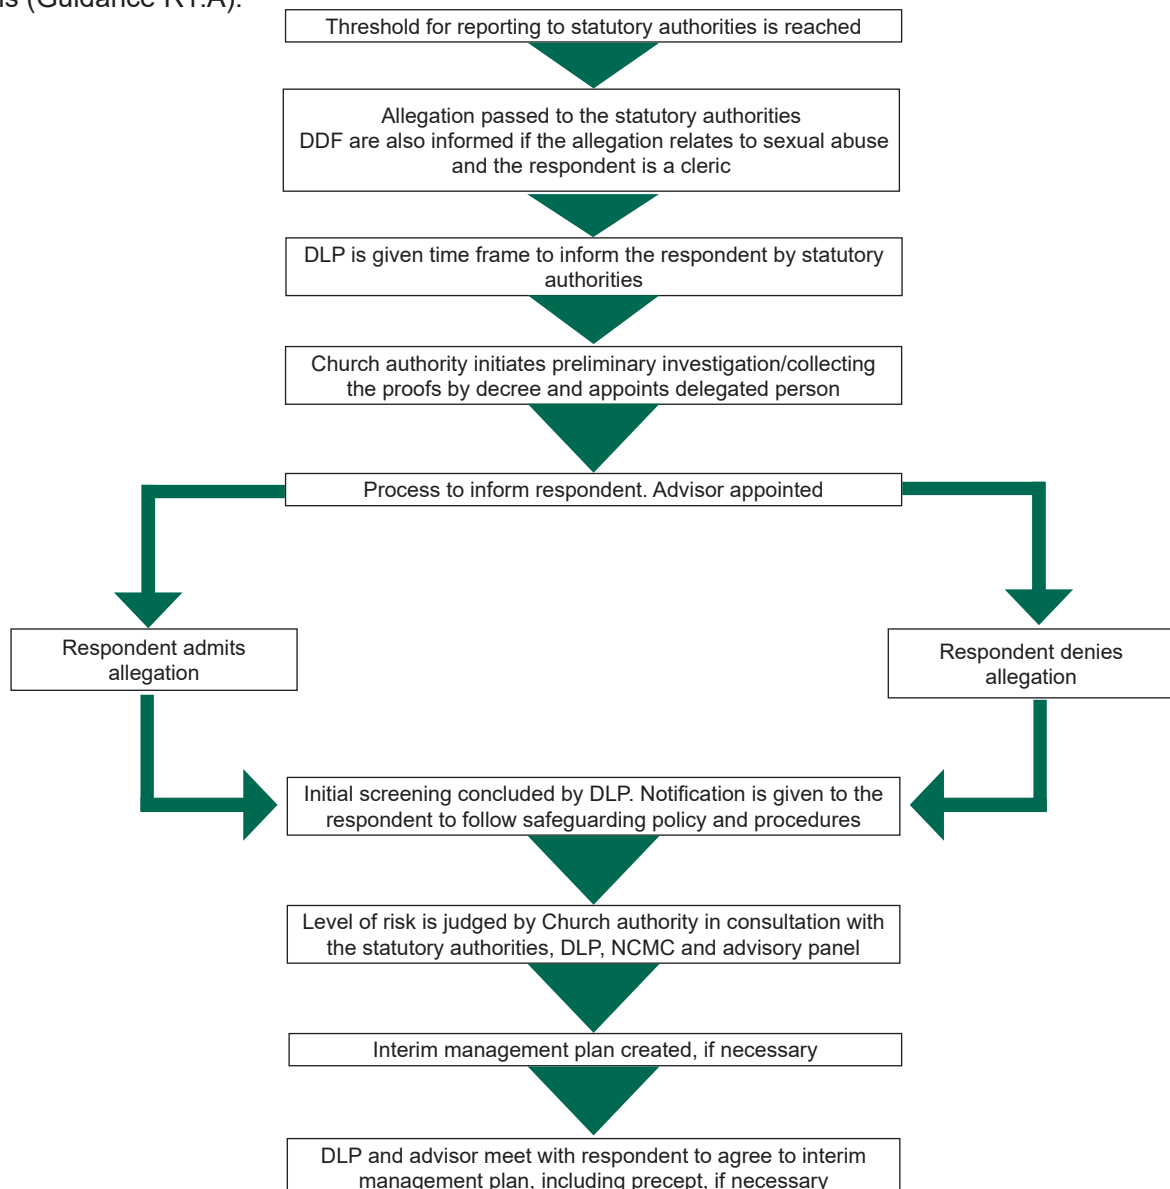 (Guidance R1.A).
Threshold for reporting to statutory authorities is reached
Allegation passed to the statutory authorities
DDF are also informed if the allegation relates to sexual abuse
and the respondent is a cleric
DLP is given time frame to inform the respondent by statutory
authorities
Church authority initiates preliminary investigation/collecting
the proofs by decree and appoints delegated person
Process to inform respondent. Advisor appointed
Respondent admits
allegation
Respondent denies
allegation
Initial screening concluded by DLP. Notification is given to the
respondent to follow safeguarding policy and procedures
Level of risk is judged by Church authority in consultation with
the statutory authorities, DLP, NCMC and advisory panel
Interim management plan created, if necessary
DLP and advisor meet with respondent to agree to interim
management plan, including precept, if necessary